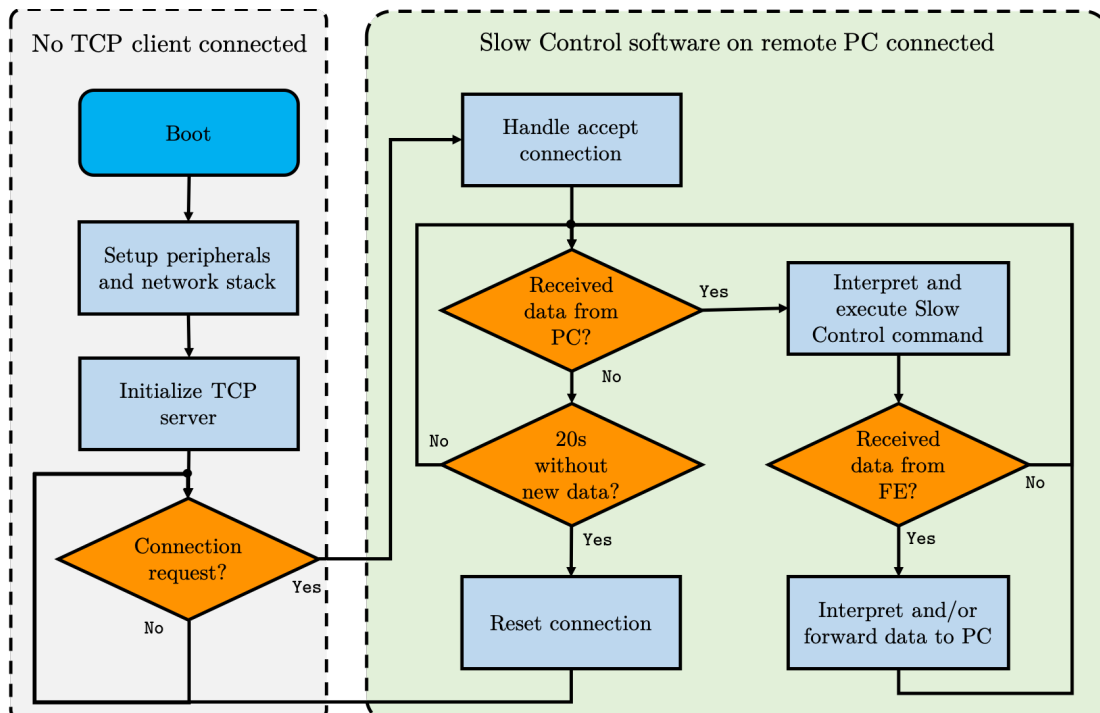 No TCP client connected
Boot
Setup peripherals
and network stack
Initialize TCP
server
Connection
request?
Yes
No
Slow Control software on remote PC connected
Handle accept
connection
Received
data from
PC?
Yes
No
Interpret and
execute Slow
Control command
20s
without
new data?
No
Yes
Received
data from
FE?
No
Yes
Reset connection
Interpret and/or
forward data to PC